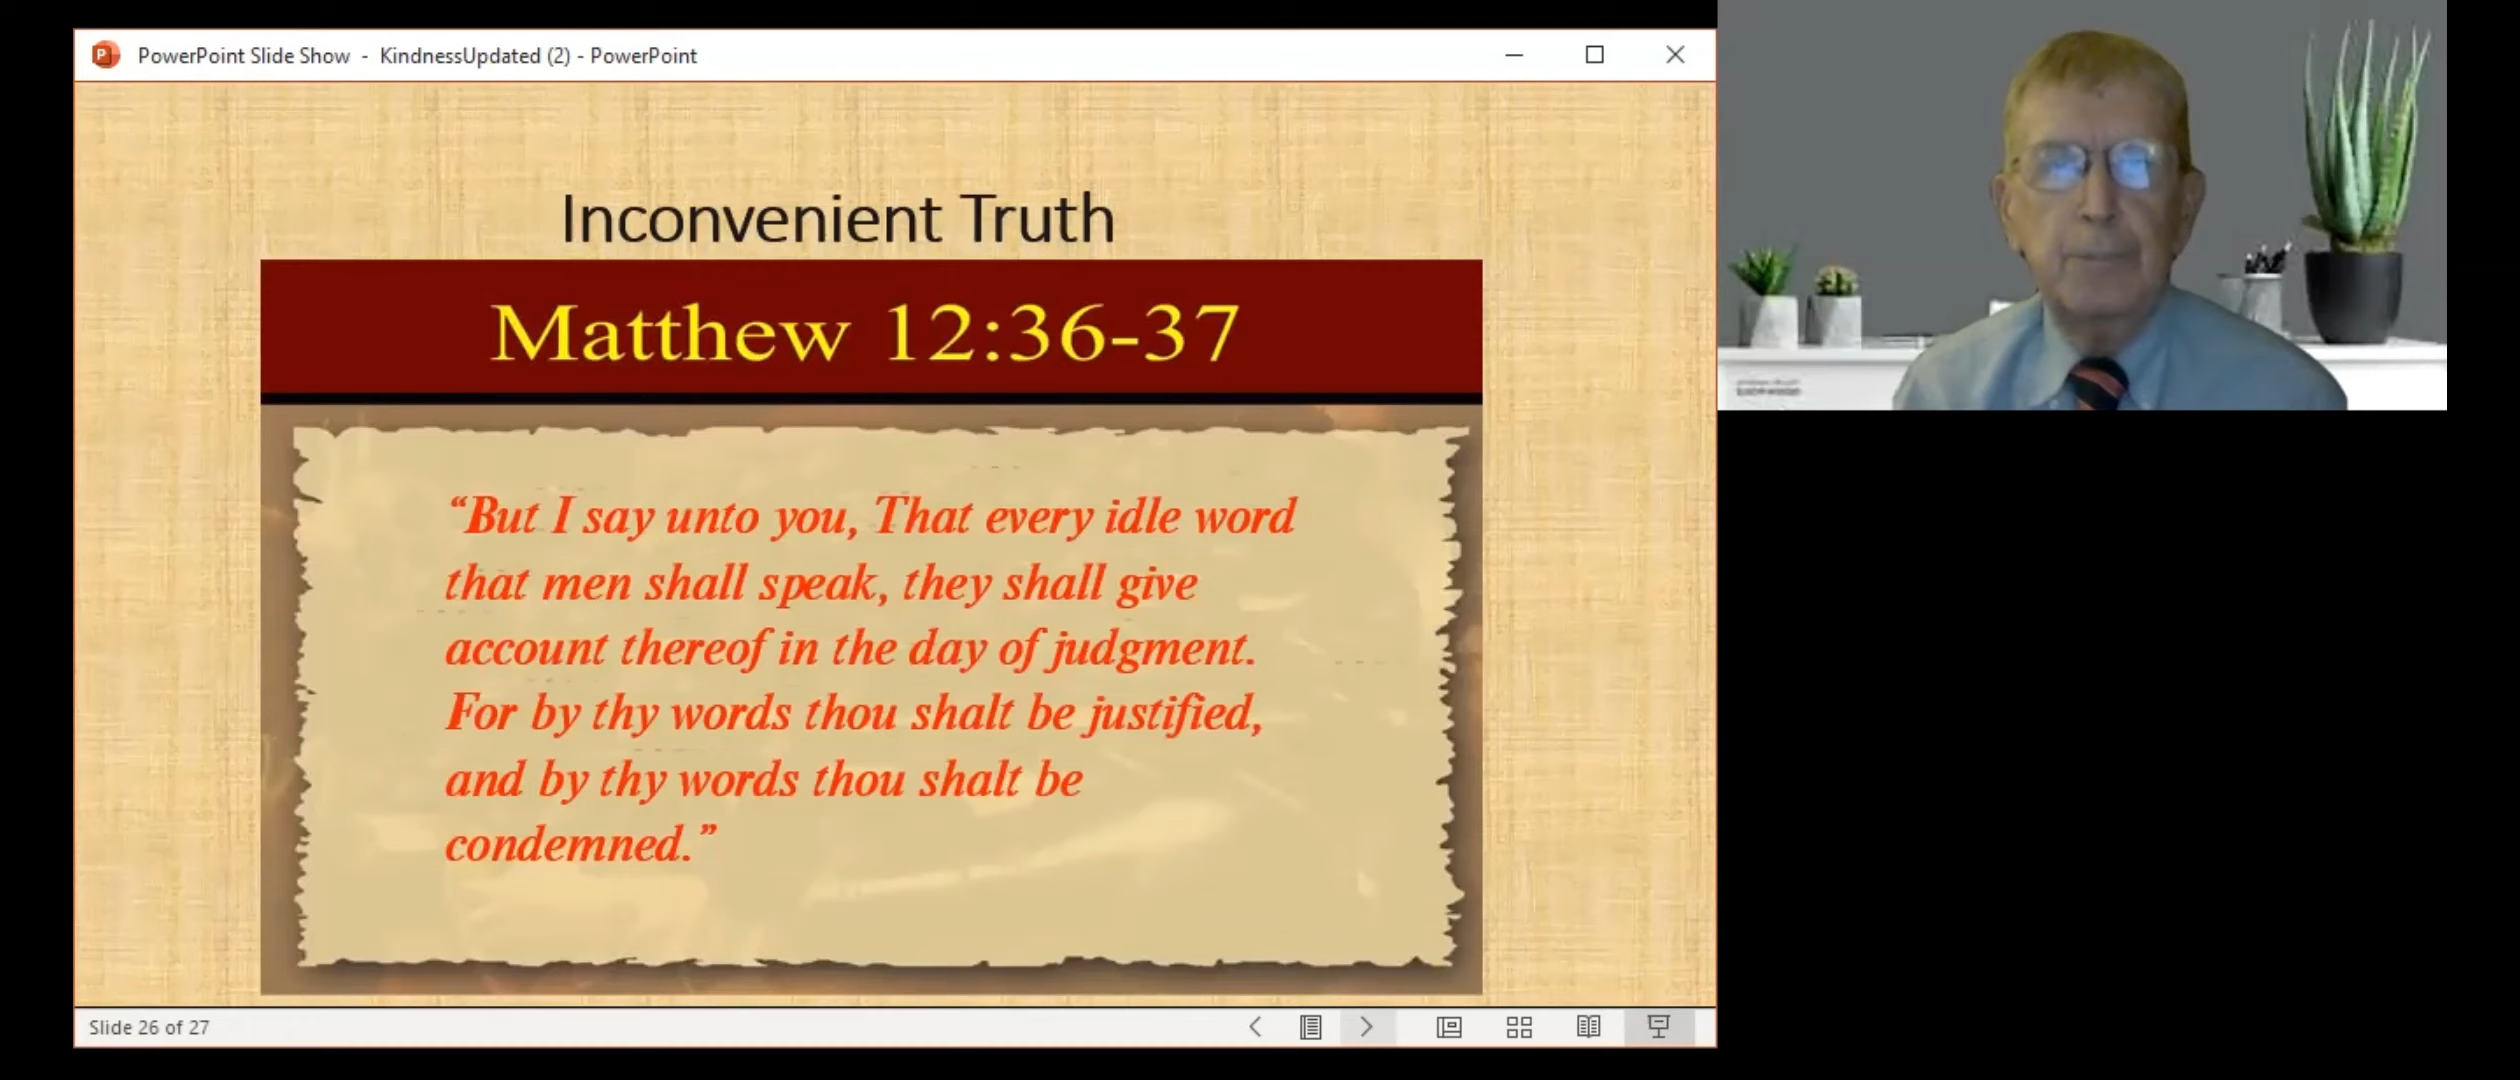 PowerPoint Slide Show - KindnessUpdated (2) - PowerPoint
Inconvenient Truth
Matthew 12:36-37
“But I say unto you, That every idle word
that men shall speak, they shall give
account thereof in the day of judgment.
For by thy words thou shalt be justified,
and by thy words thou shalt be
condemned.”
Slide 26 of 27